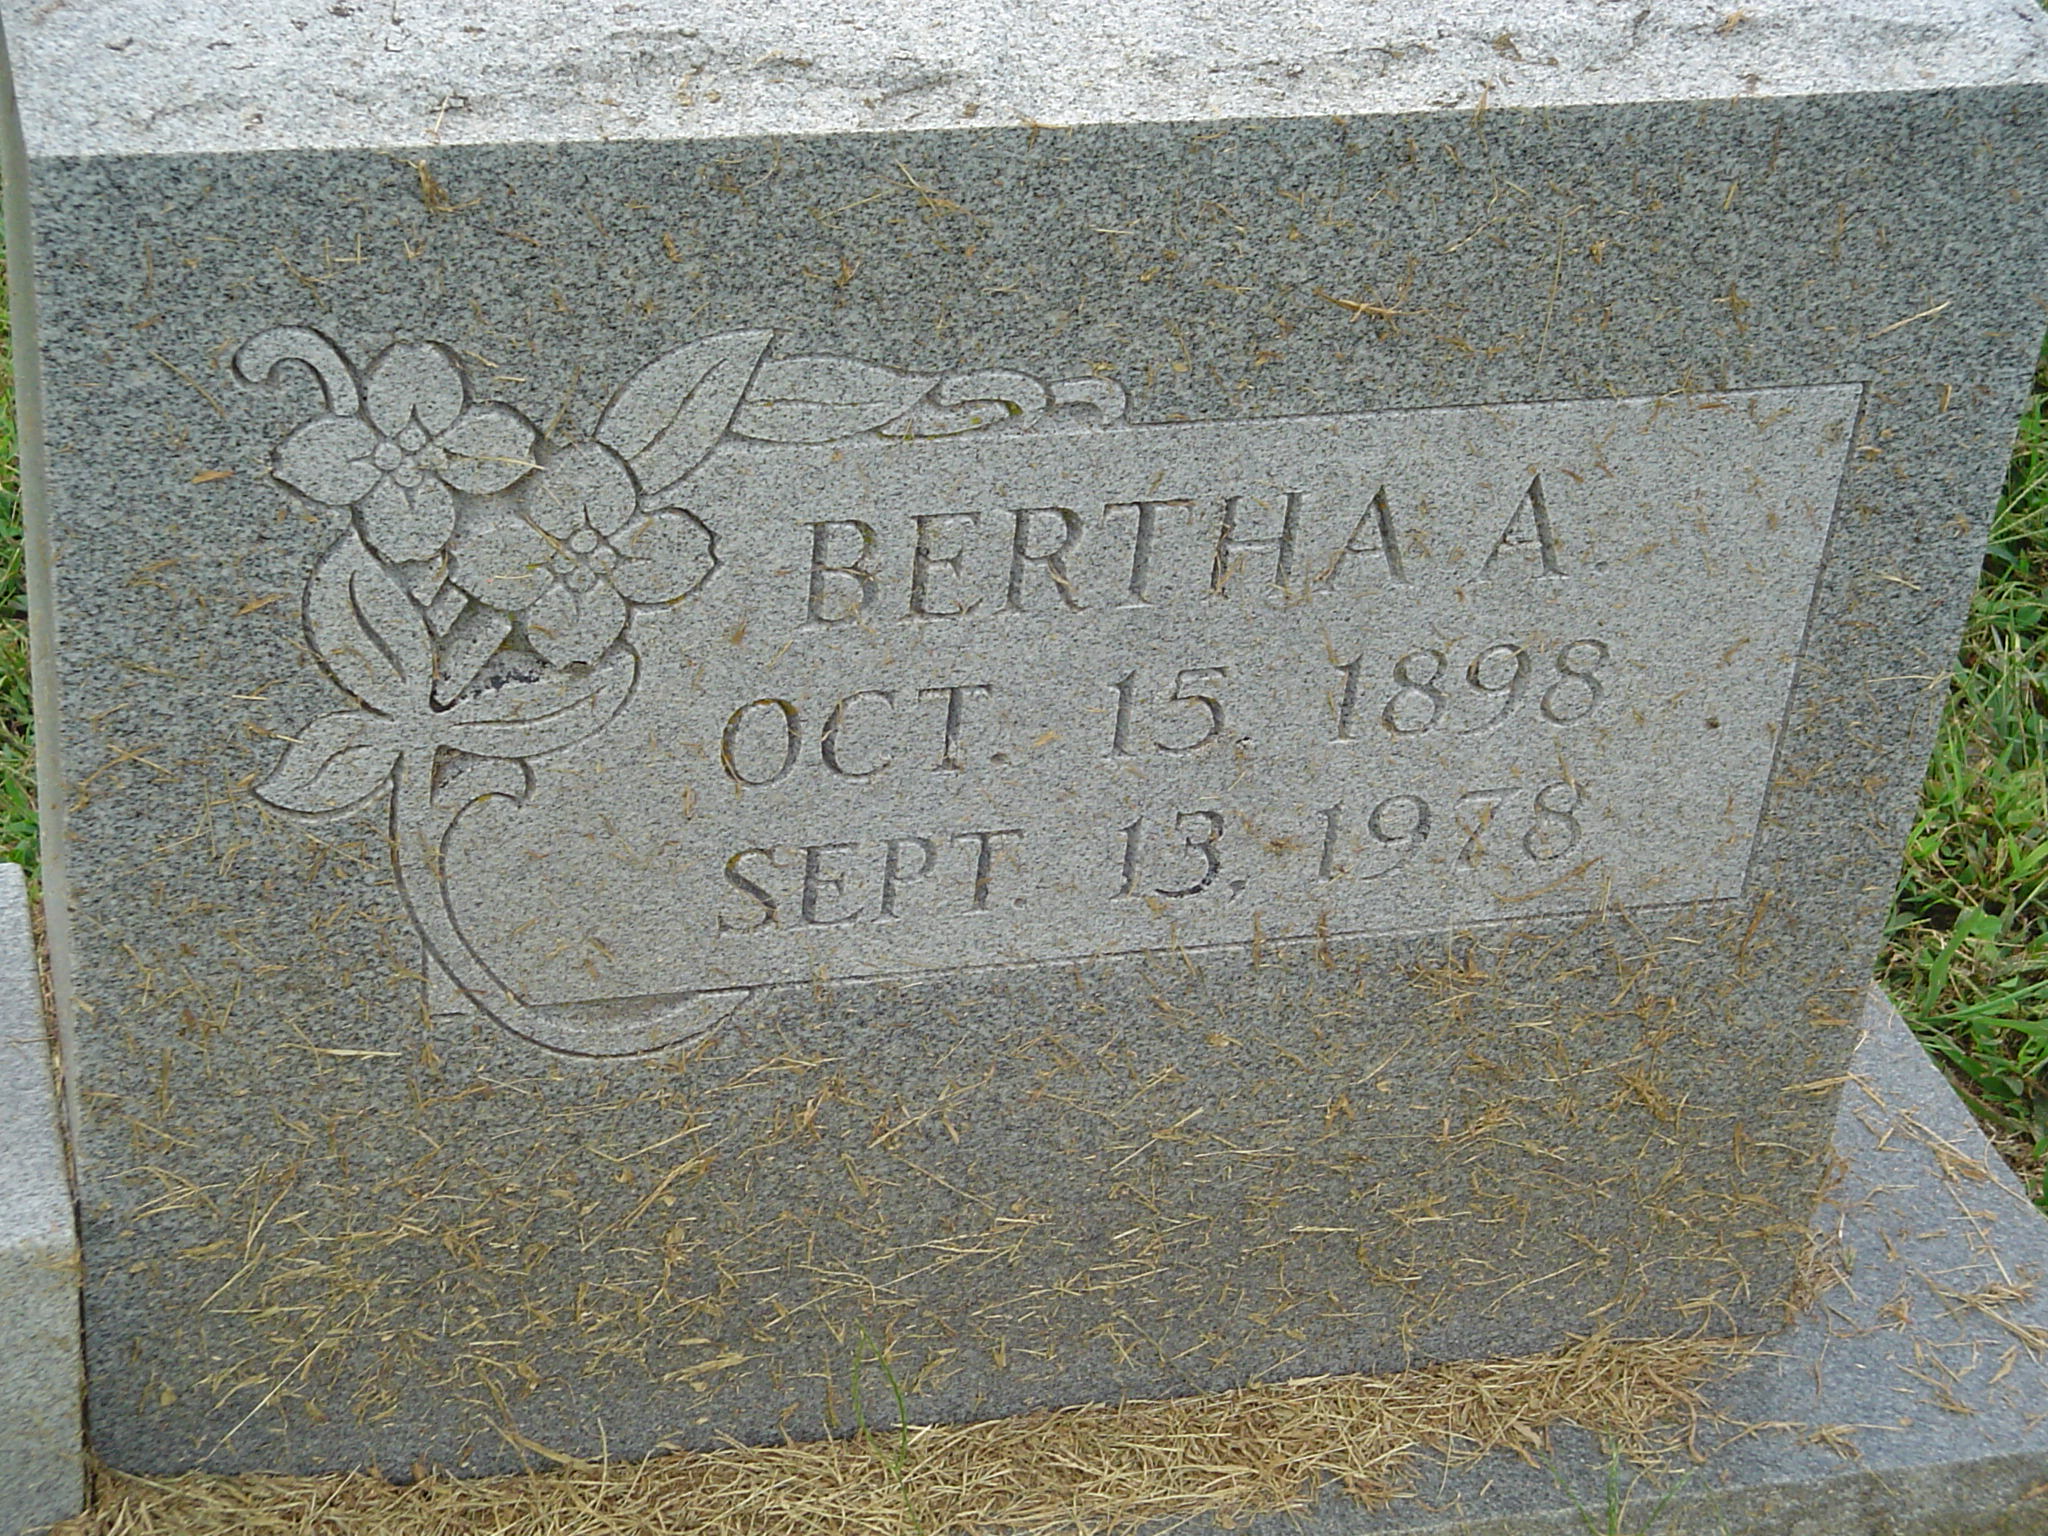 BERTHA A
OCT. 15, 1898
SEPT. 13, 1978